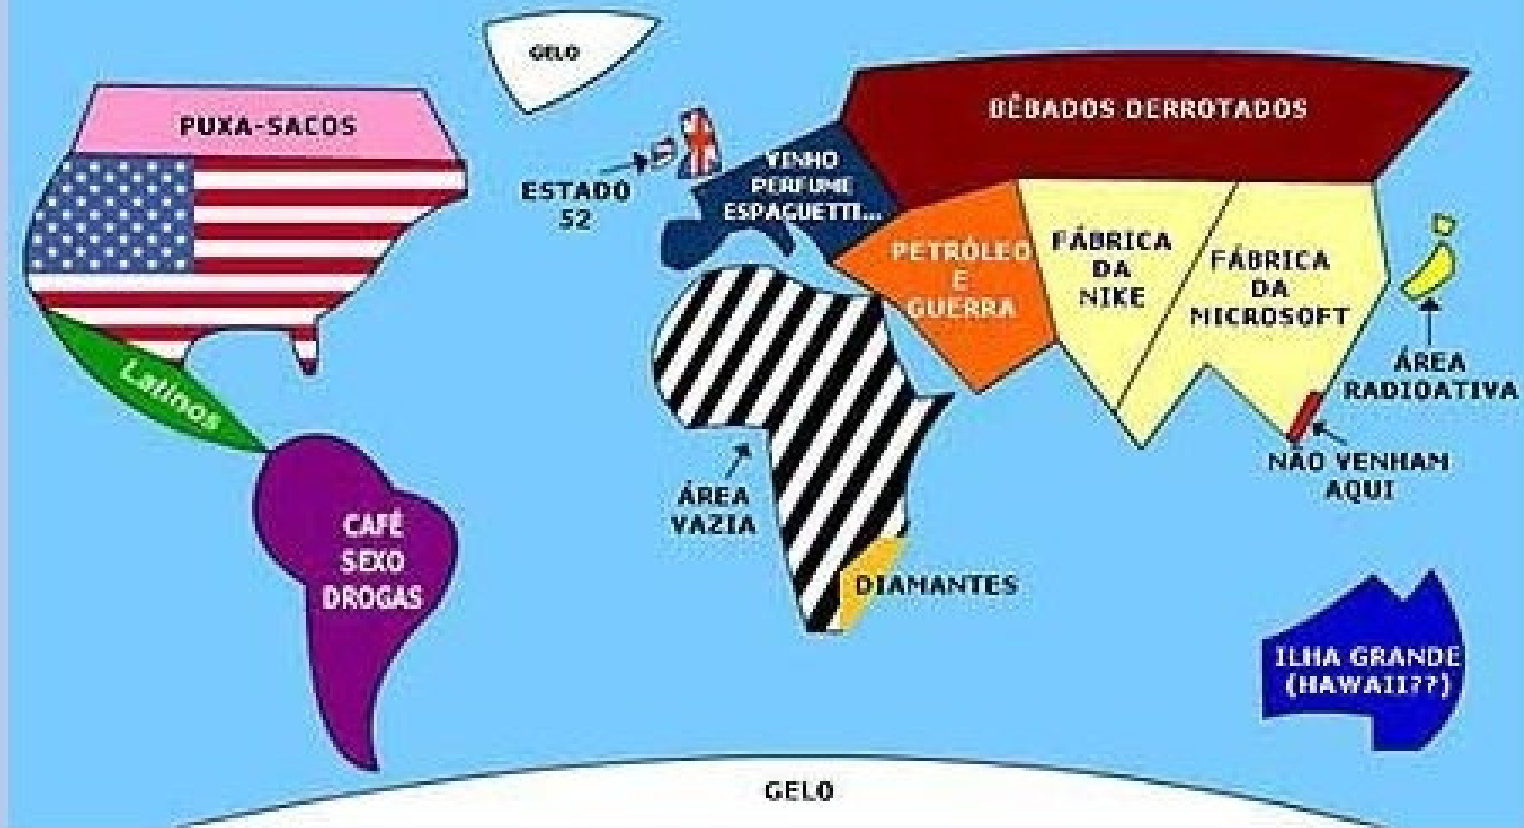 GELO
PUXA-SACOS
BÊBADOS DERROTADOS
ESTADO
52
VINHO
PERFUME
ESPAGUETTI...
PETRÓLEO
E
GUERRA
FÁBRICA
DA
NIKE
FÁBRICA
DA
MICROSOFT
ÁREA
RADIOATIVA
Latinos
NÃO VENHAM
AQUI
ÁREA
VAZIA
CAFÉ
SEXO
DROGAS
DIAMANTES
ILHA GRANDE
(HAWAII??)
GELO